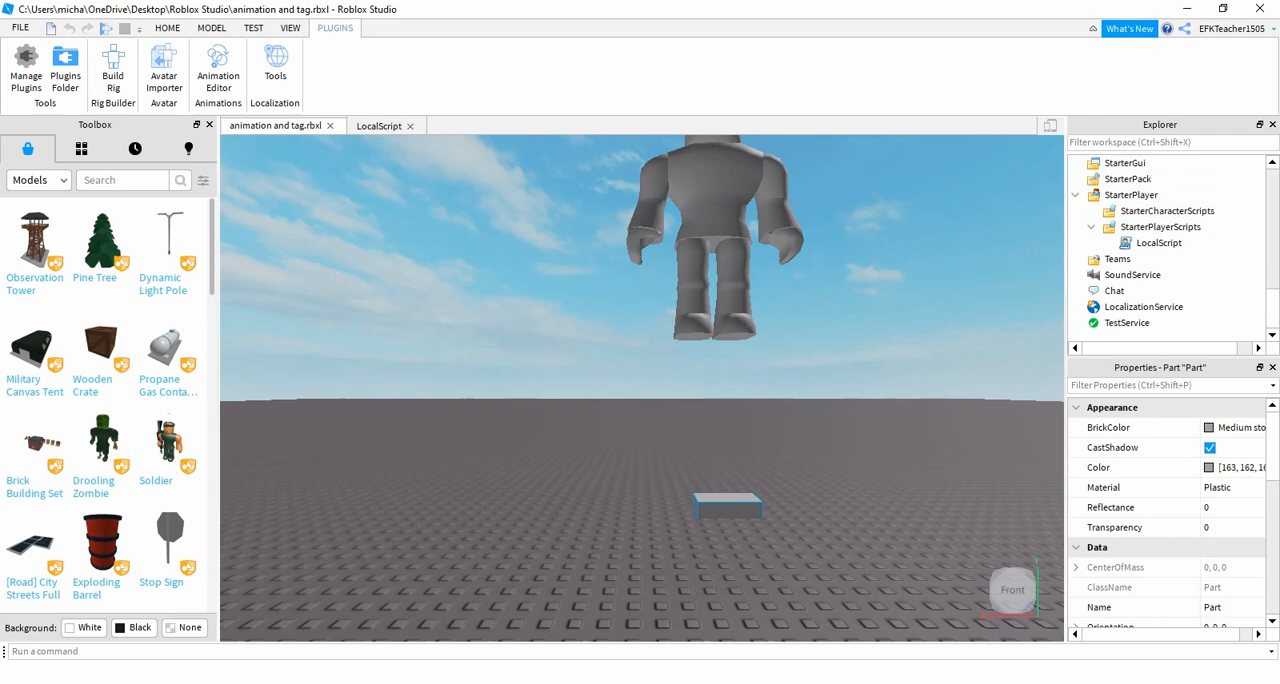 C:\Users\micha\OneDrive\Desktop\Roblox Studio\animation and tag.rbxl - Roblox Studio
FILE HOME MODEL TEST VIEW PLUGINS What's New EFKTeacher1505
Manage Plugins
Plugins Folder
Build Rig
Avatar Importer
Animation Editor
Tools
Tools Rig Builder Avatar Animations Localization
Toolbox
animation and tag.rbxl
LocalScript
Models Search
Observation Tower
Pine Tree
Dynamic Light Pole
Military Canvas Tent
Wooden Crate
Propane Gas Conta...
Brick Building Set
Drooling Zombie
Soldier
[Road] City Streets Full
Exploding Barrel
Stop Sign
Background: White Black None
Front
Y
Explorer
Filter workspace (Ctrl+Shift+X)
StarterGui
StarterPack
StarterPlayer
StarterCharacterScripts
StarterPlayerScripts
LocalScript
Teams
SoundService
Chat
LocalizationService
TestService
Properties - Part "Part"
Filter Properties (Ctrl+Shift+P)
Appearance
BrickColor Medium sto
CastShadow
Color [163, 162, 16
Material Plastic
Reflectance 0
Transparency 0
Data
CenterOfMass 0, 0, 0
ClassName Part
Name Part
Orientation 0, 0, 0
Run a command